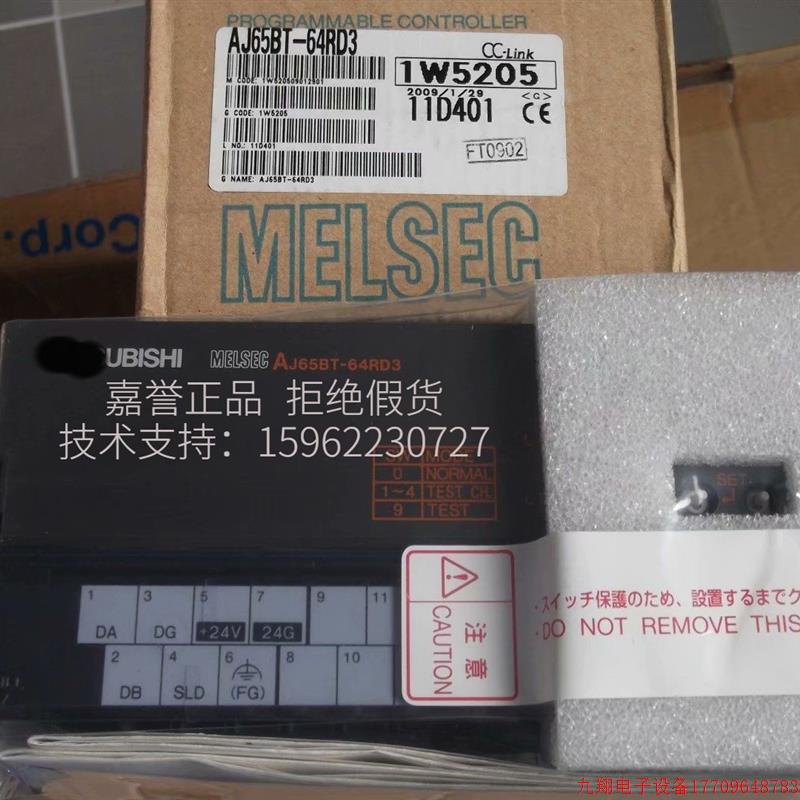 PROGRAMMABLE CONTROLLER
AJ65BT-64RD3
CC-Link
M CODE: 1W520509012901
1W5205
2009/1/29 <G>
G CODE: 1W5205
11D401 CE
L NO.: 11D401
FT0902
G NAME: AJ65BT-64RD3
MELSEC
Corp.
UBISHI MELSEC AJ65BT-64RD3
嘉誉正品 拒绝假货
技术支持：15962230727
SW MODE
0 NORMAL
1~4 TEST CH.
9 TEST
SET
1 3 5 7 9 11
DA DG +24V 24G
2 4 6 8 10
DB SLD (FG)
注意
CAUTION
・スイッチ保護のため、設置するまでク
・DO NOT REMOVE THIS
九翔电子设备17709648783